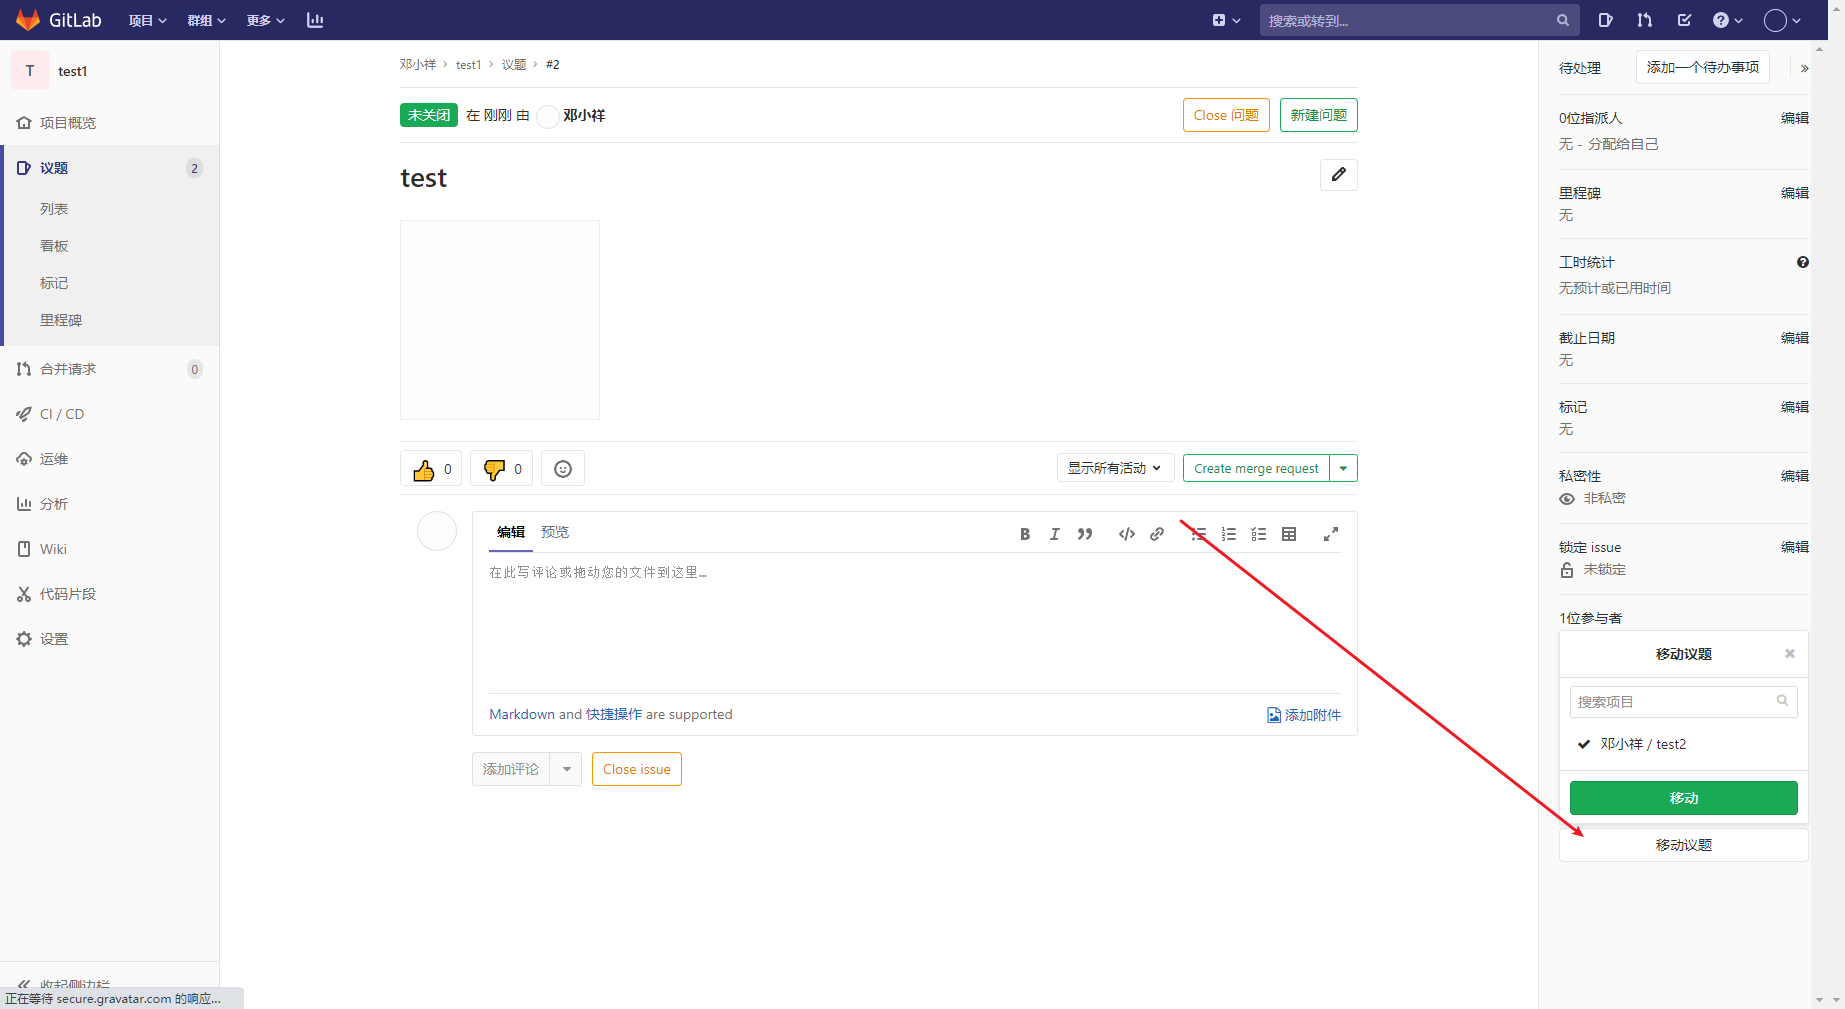 GitLab
项目
群组
更多
搜索或转到...
T
test1
项目概览
议题
2
列表
看板
标记
里程碑
合并请求
0
CI / CD
运维
分析
Wiki
代码片段
设置
收起侧边栏
正在等待 secure.gravatar.com 的响应...
邓小祥 › test1 › 议题 › #2
未关闭 在 刚刚 由 邓小祥
Close 问题
新建问题
test
0
0
显示所有活动
Create merge request
编辑
预览
在此写评论或拖动您的文件到这里...
Markdown and 快捷操作 are supported
添加附件
添加评论
Close issue
待处理
添加一个待办事项
0位指派人
编辑
无 - 分配给自己
里程碑
编辑
无
工时统计
无预计或已用时间
截止日期
编辑
无
标记
编辑
无
私密性
编辑
非私密
锁定 issue
编辑
未锁定
1位参与者
移动议题
搜索项目
邓小祥 / test2
移动
移动议题